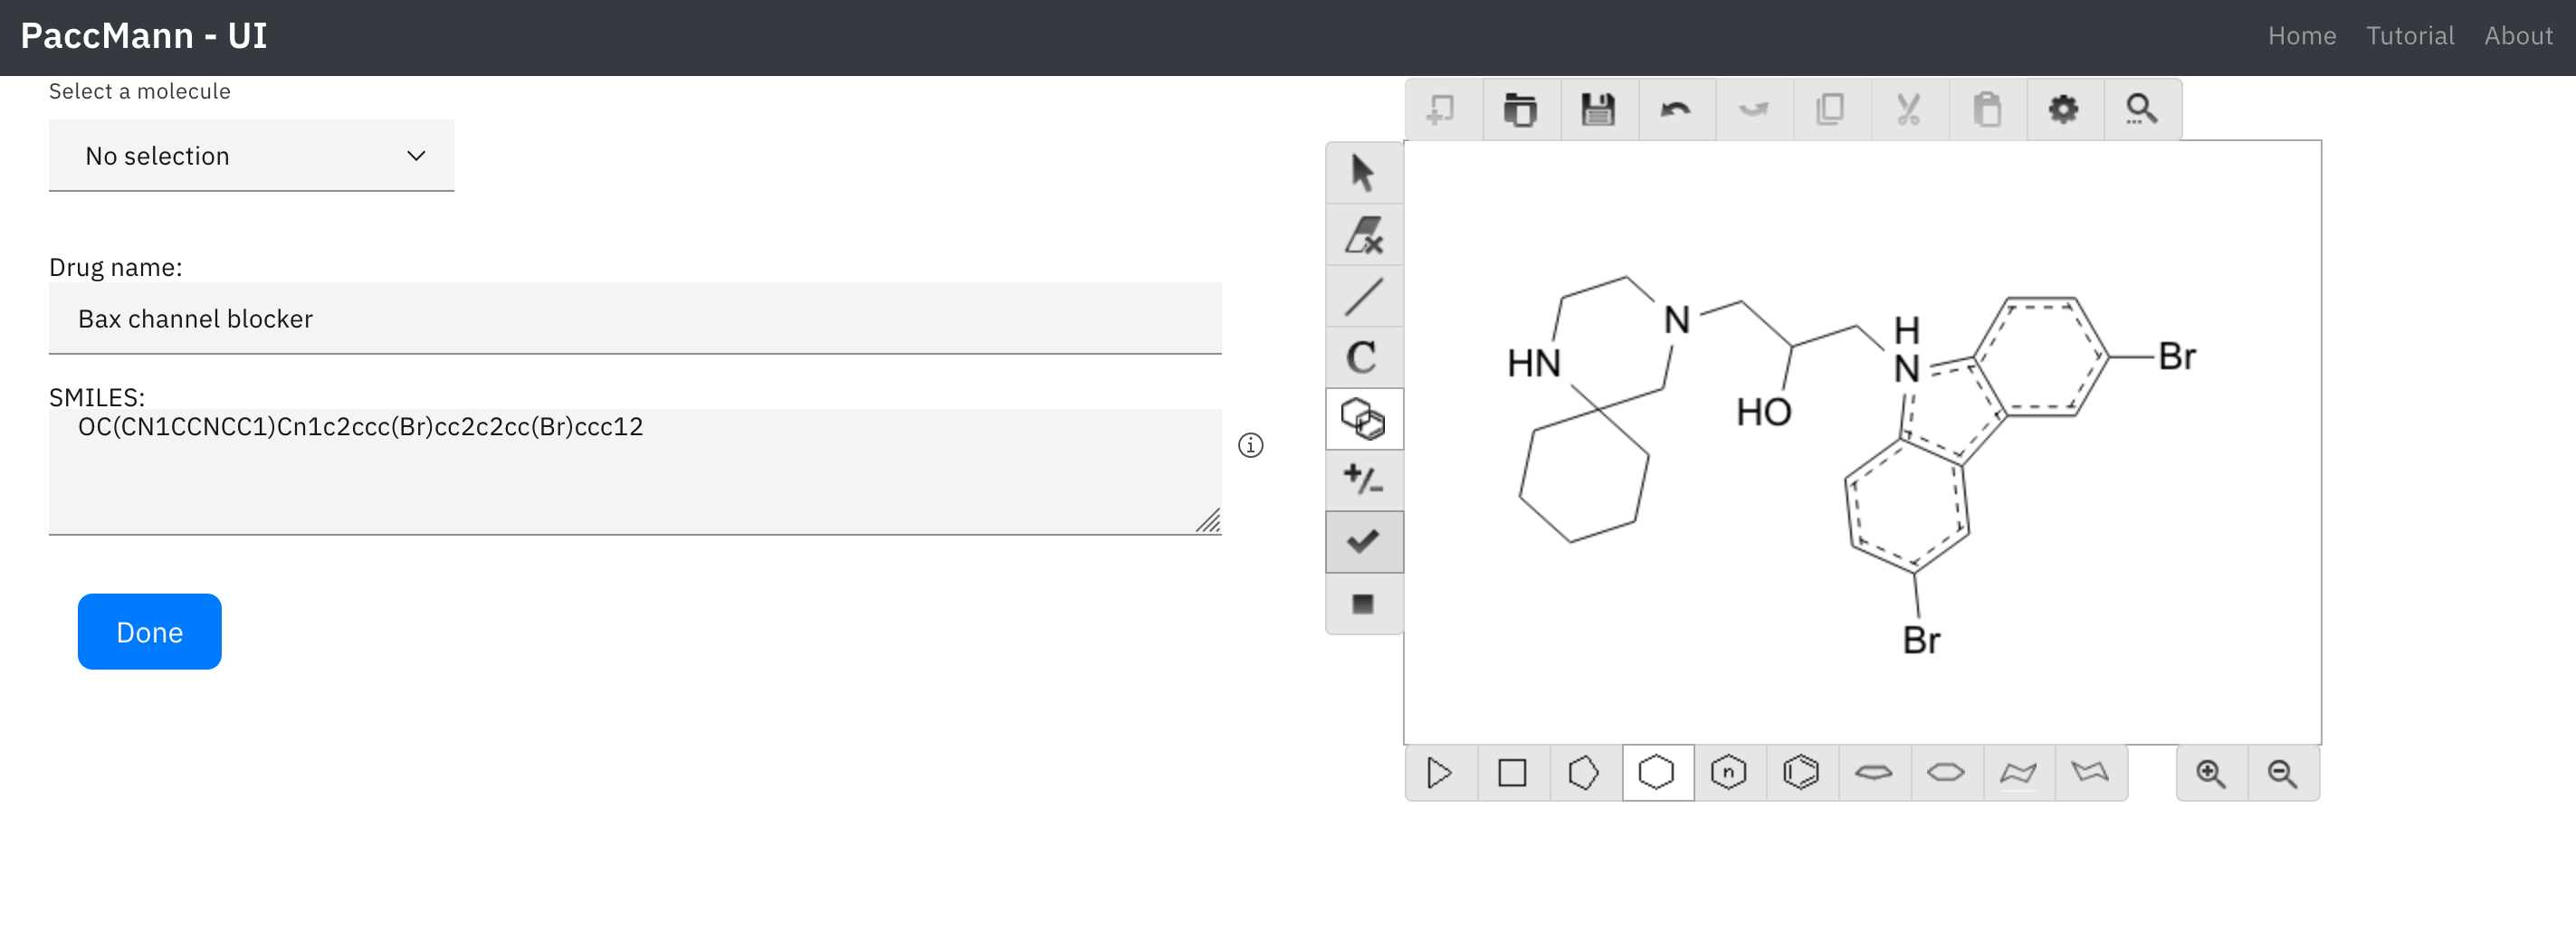 PaccMann - UI
Home Tutorial About
Select a molecule
No selection
Drug name:
Bax channel blocker
SMILES:
OC(CN1CCNCC1)Cn1c2ccc(Br)cc2c2cc(Br)ccc12
Done
C
+/-
N
HN
HO
H
N
Br
Br
n